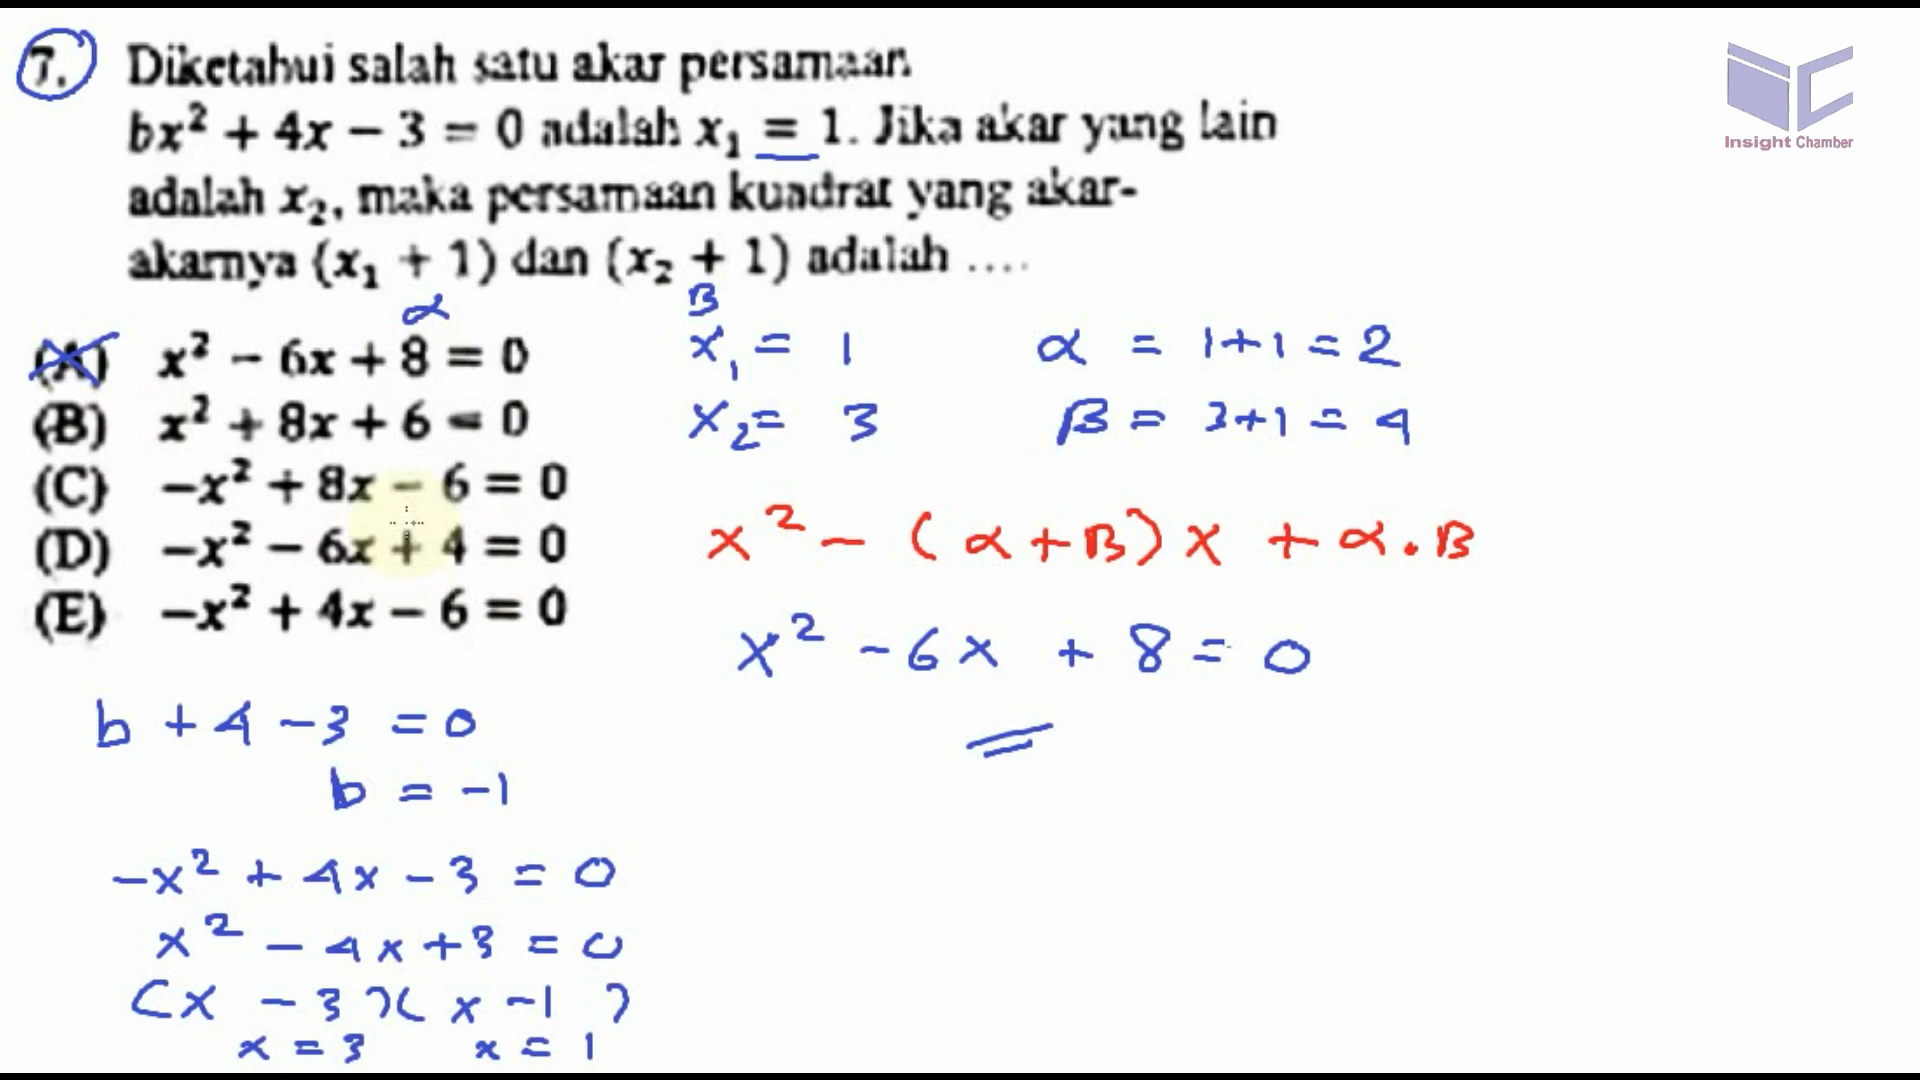 7. Diketahui salah satu akar persamaan
bx² + 4x − 3 = 0 adalah x₁ = 1. Jika akar yang lain
adalah x₂, maka persamaan kuadrat yang akar-
akarnya (x₁ + 1) dan (x₂ + 1) adalah ....
α β
(A) x² − 6x + 8 = 0
(B) x² + 8x + 6 = 0
(C) −x² + 8x − 6 = 0
(D) −x² − 6x + 4 = 0
(E) −x² + 4x − 6 = 0
b + 4 − 3 = 0
b = −1
−x² + 4x − 3 = 0
x² − 4x + 3 = 0
(x − 3)(x − 1)
x = 3 x = 1
x₁ = 1 α = 1+1 = 2
x₂ = 3 β = 3+1 = 4
x² − (α + β) x + α . β
x² − 6x + 8 = 0
Insight Chamber